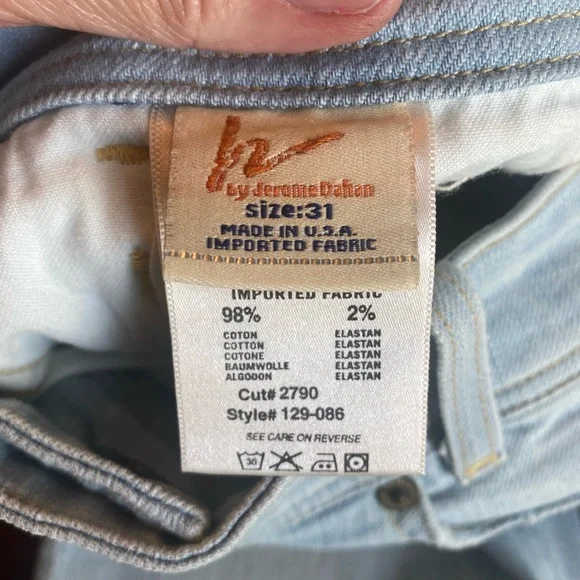 by Jerome Dahan
size:31
MADE IN U.S.A.
IMPORTED FABRIC
IMPORTED FABRIC
98% 2%
COTON ELASTAN
COTTON ELASTAN
COTONE ELASTAN
BAUMWOLLE ELASTAN
ALGODON ELASTAN
Cut# 2790
Style# 129-086
SEE CARE ON REVERSE
30